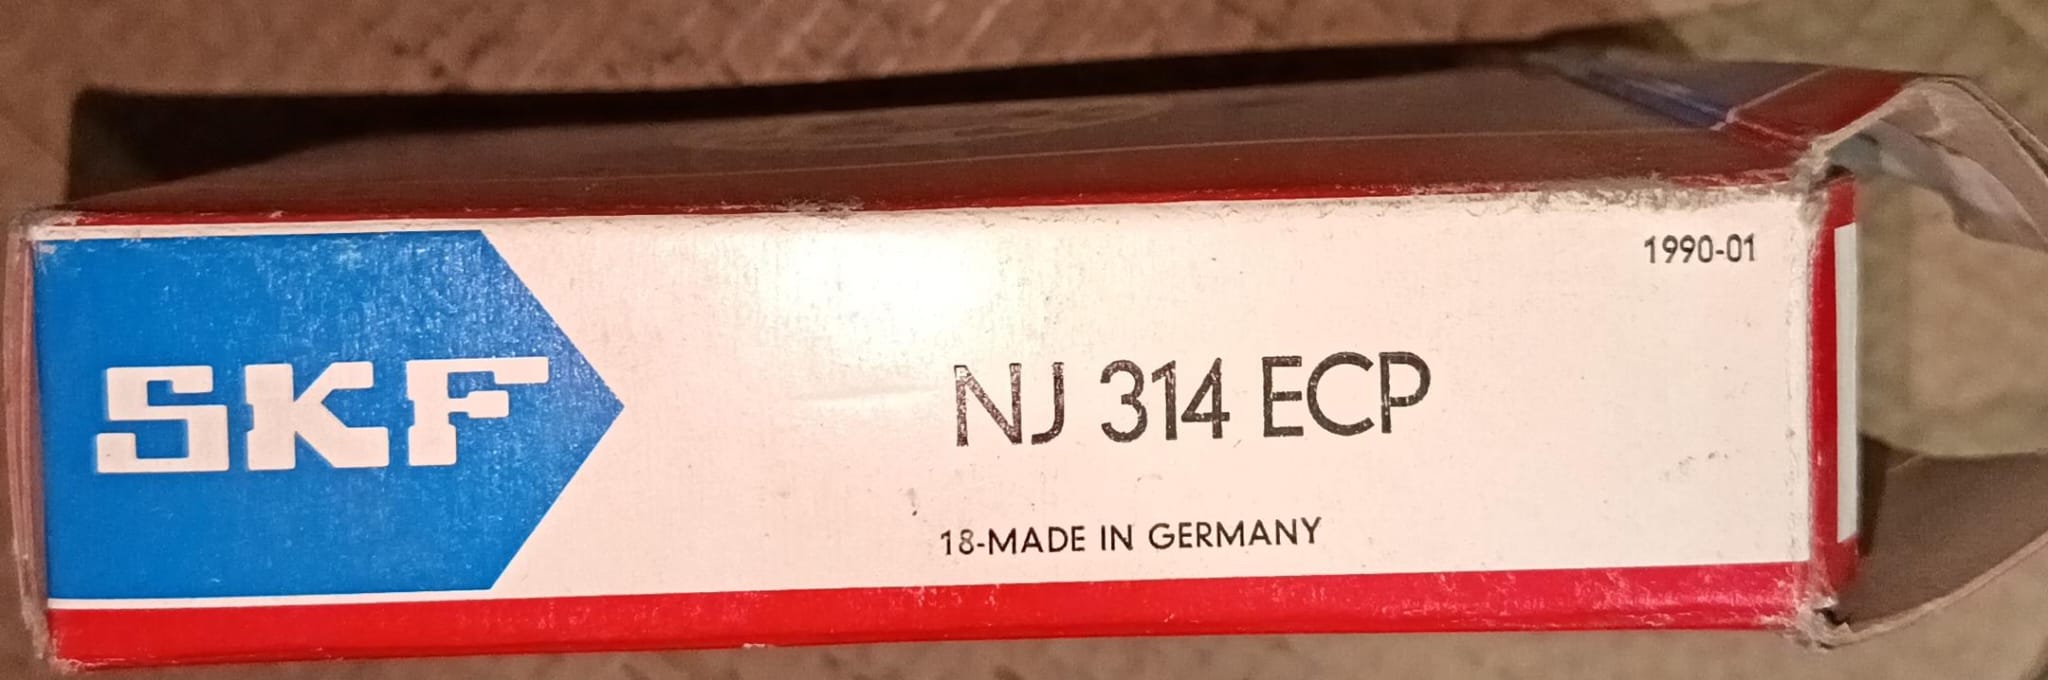 1990-01
SKF
NJ 314 ECP
18-MADE IN GERMANY